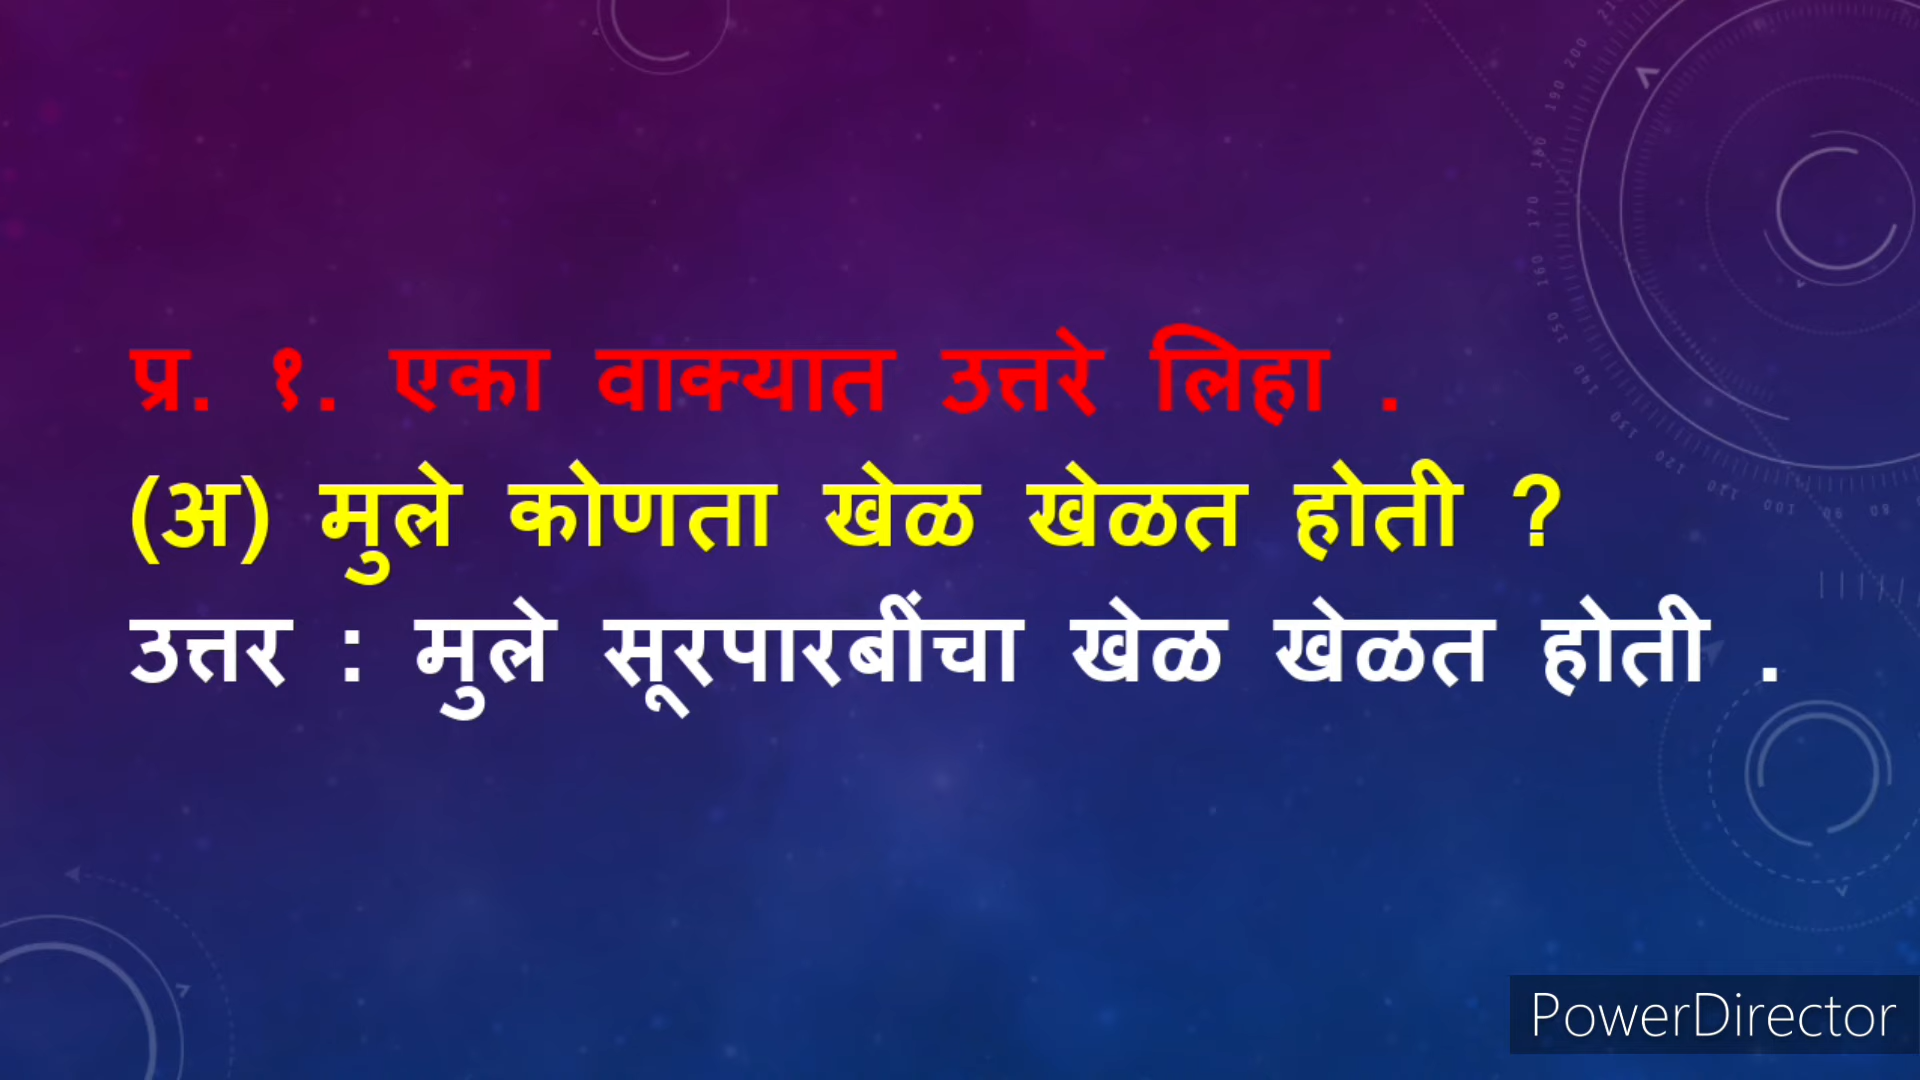 प्र. १. एका वाक्यात उत्तरे लिहा .
(अ) मुले कोणता खेळ खेळत होती ?
उत्तर : मुले सूरपारबींचा खेळ खेळत होती .
PowerDirector